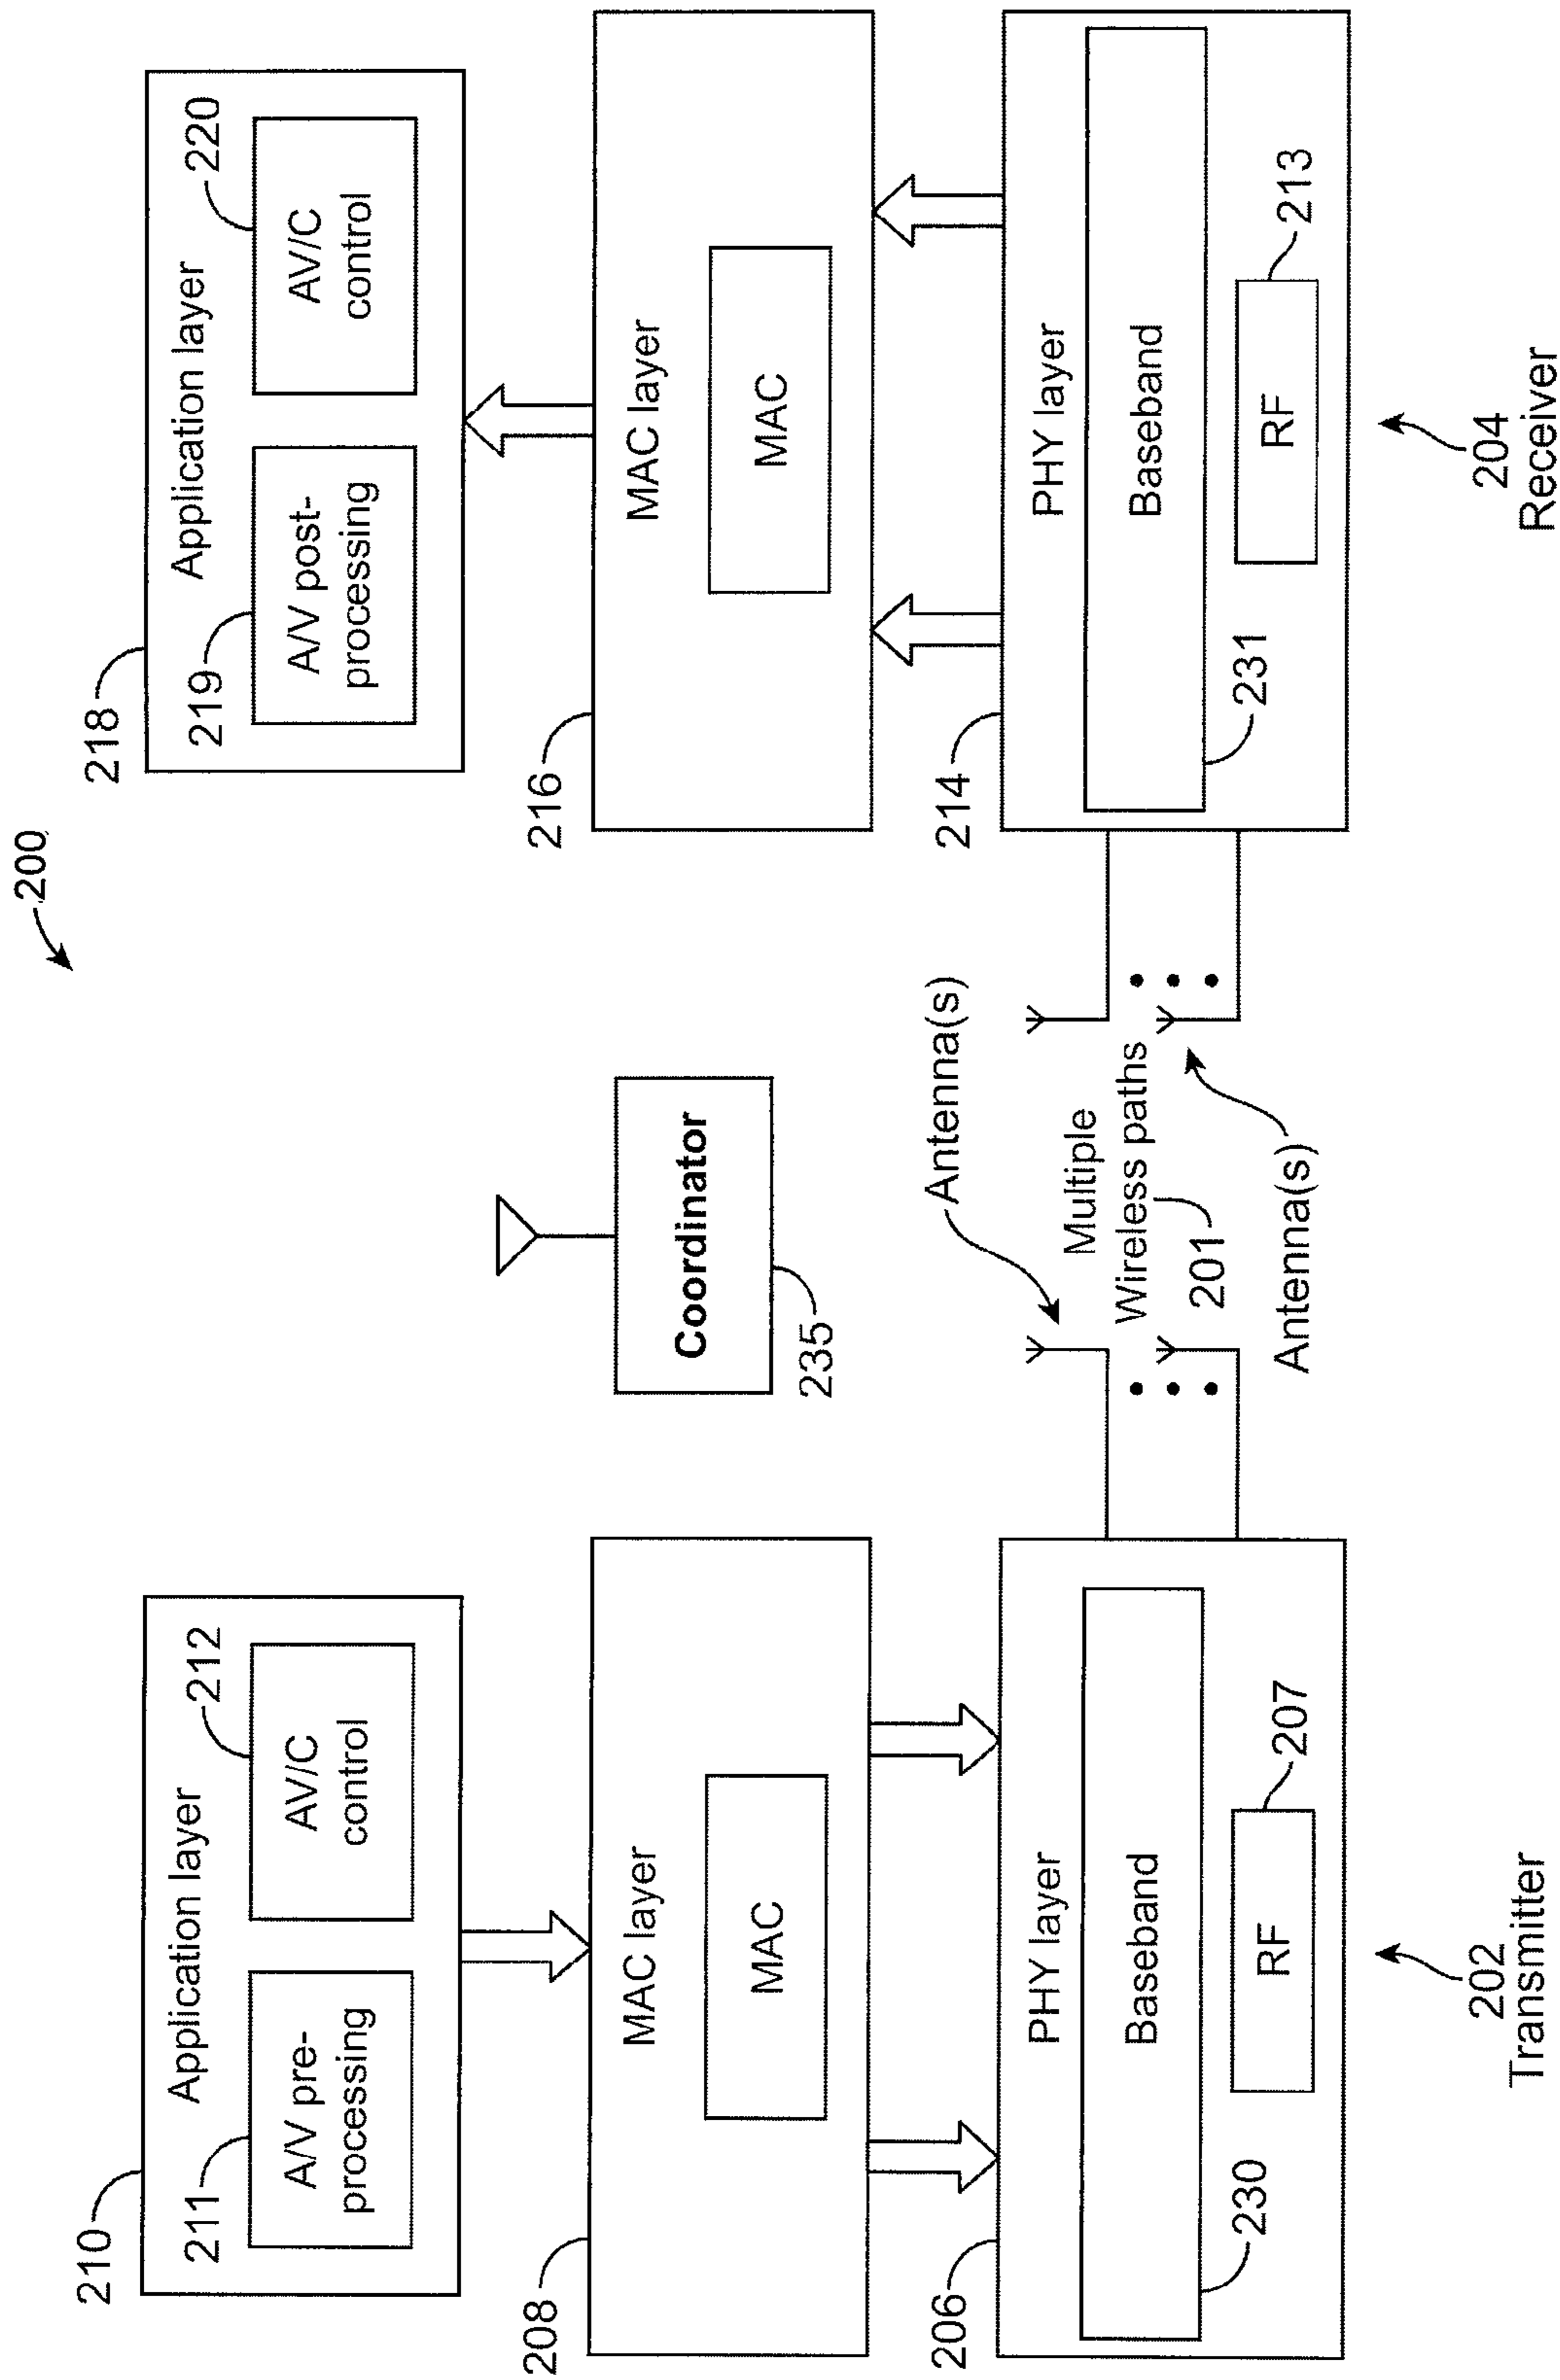 200
210
Application layer
211
A/V pre-
processing
212
AV/C
control
208
MAC layer
MAC
206
PHY layer
Baseband
230
RF
207
202
Transmitter
Coordinator
235
Antenna(s)
Multiple
Wireless paths
201
Antenna(s)
218
Application layer
219
A/V post-
processing
220
AV/C
control
216
MAC layer
MAC
214
PHY layer
Baseband
231
RF
213
204
Receiver